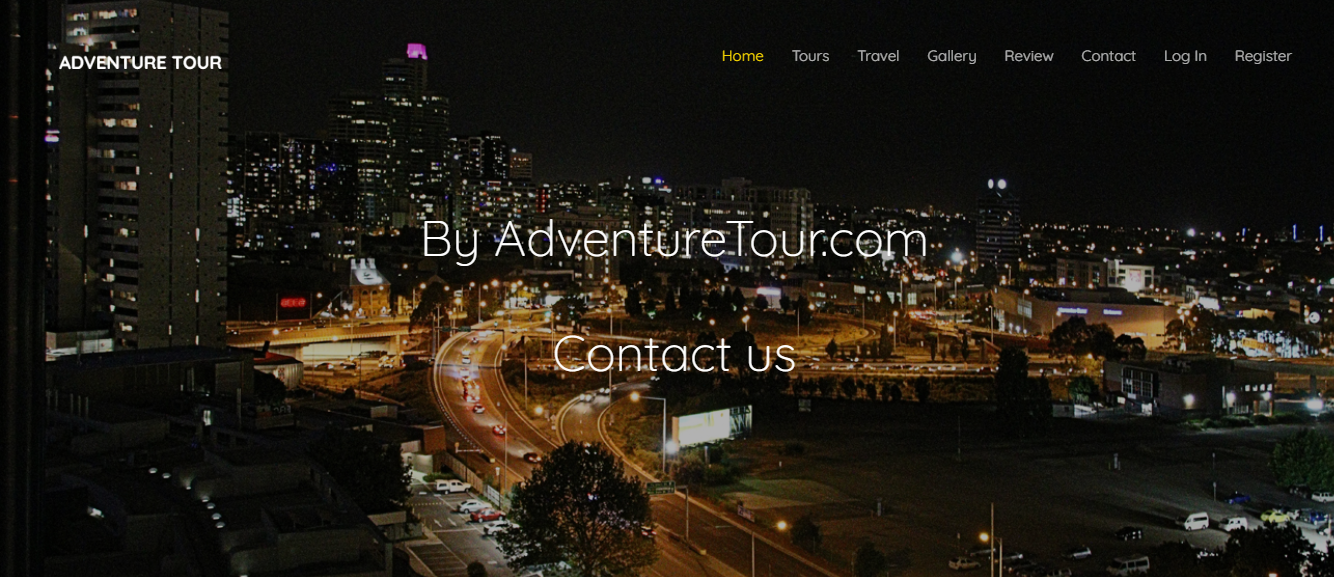 ADVENTURE TOUR
Home Tours Travel Gallery Review Contact Log In Register
By AdventureTour.com
Contact us